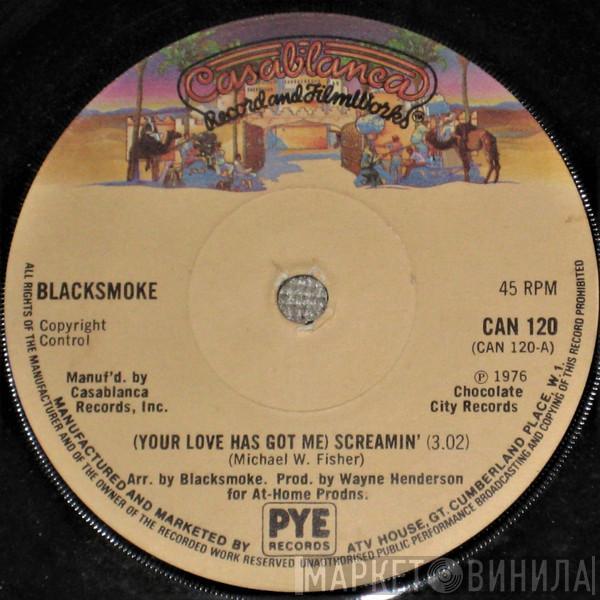 Casablanca
Record and FilmWorks
TM
BLACKSMOKE
45 RPM
Copyright
Control
CAN 120
(CAN 120-A)
Manuf'd. by
Casablanca
Records, Inc.
℗ 1976
Chocolate
City Records
(YOUR LOVE HAS GOT ME) SCREAMIN' (3.02)
(Michael W. Fisher)
Arr. by Blacksmoke. Prod. by Wayne Henderson
for At-Home Prodns.
PYE
RECORDS
MANUFACTURED AND MARKETED BY
ATV HOUSE, GT. CUMBERLAND PLACE, W.1.
ALL RIGHTS OF THE MANUFACTURER AND OF THE OWNER OF THE RECORDED WORK RESERVED UNAUTHORISED PUBLIC PERFORMANCE BROADCASTING AND COPYING OF THIS RECORD PROHIBITED
МАРКЕТ ВИНИЛА